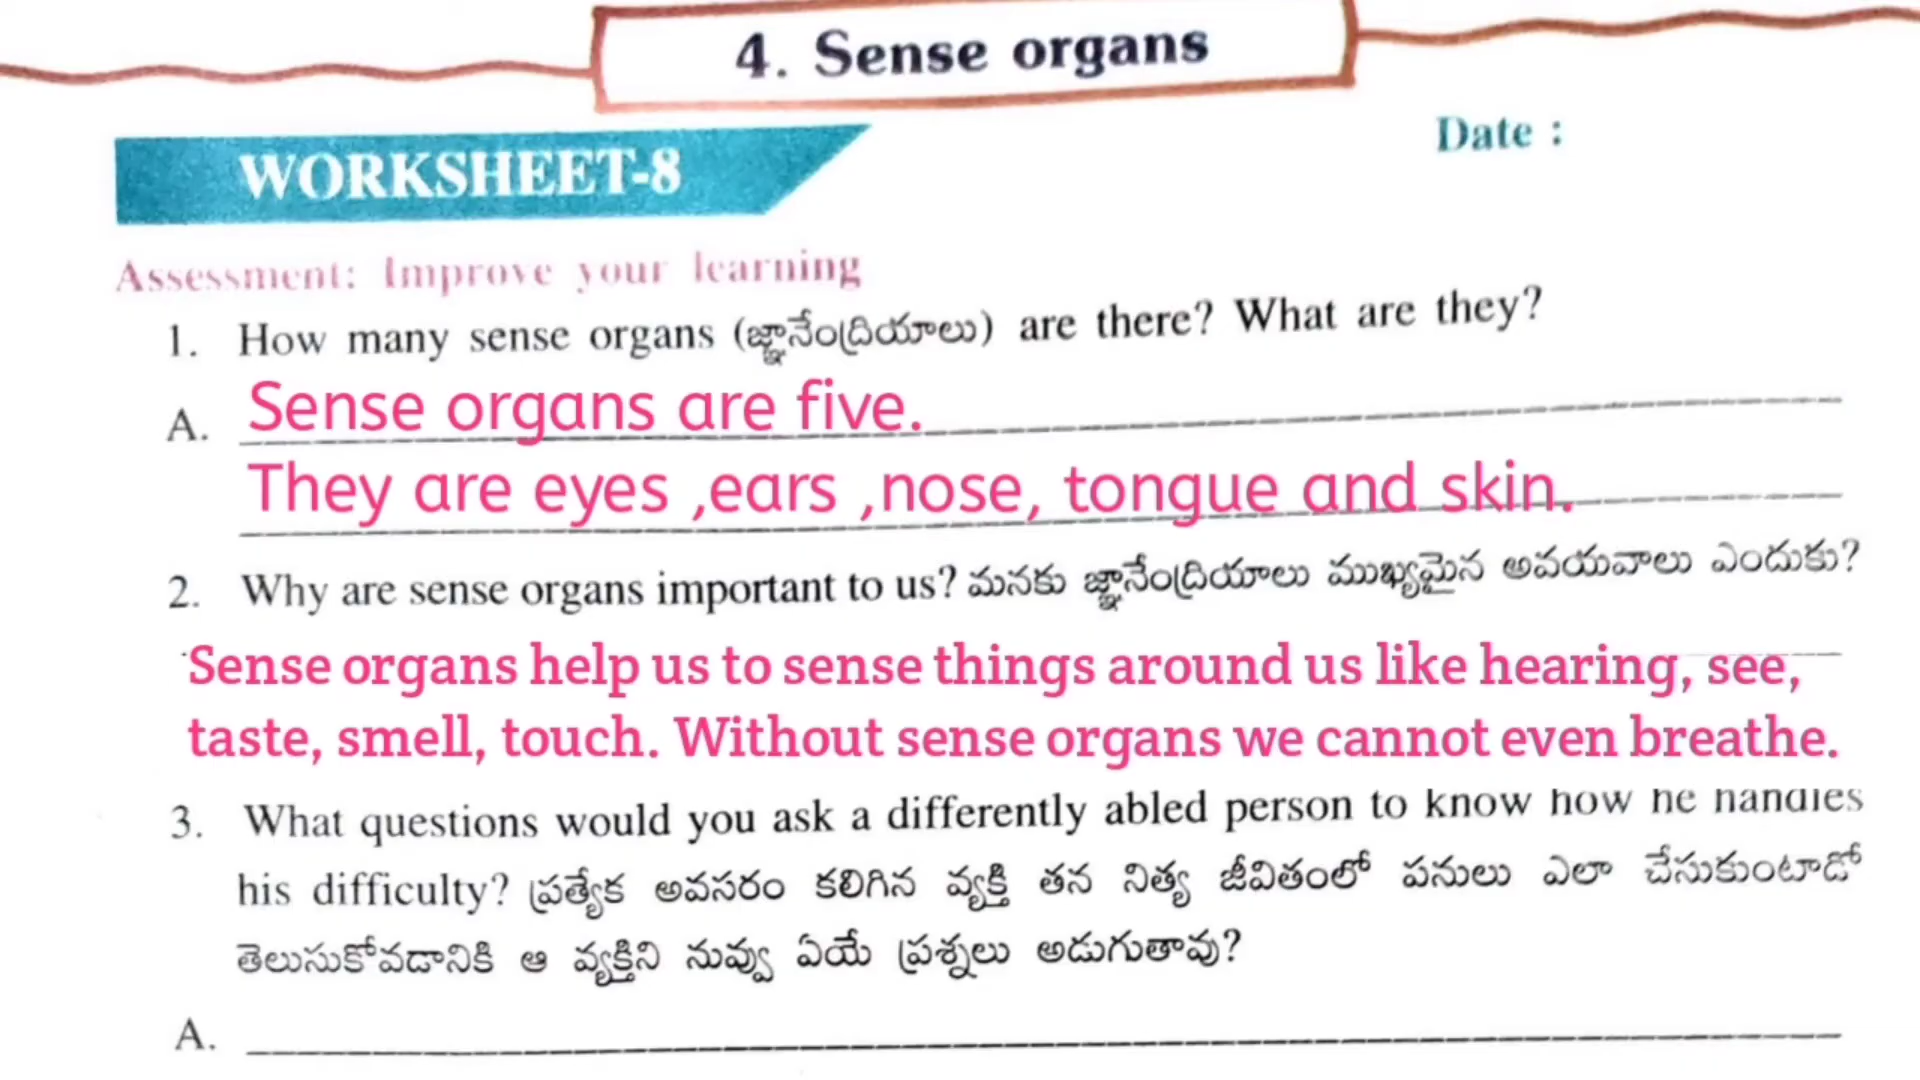 4. Sense organs
Date :
WORKSHEET-8
Assessment: Improve your learning
1. How many sense organs (జ్ఞానేంద్రియాలు) are there? What are they?
A. Sense organs are five.
They are eyes ,ears ,nose, tongue and skin.
2. Why are sense organs important to us? మనకు జ్ఞానేంద్రియాలు ముఖ్యమైన అవయవాలు ఎందుకు?
Sense organs help us to sense things around us like hearing, see,
taste, smell, touch. Without sense organs we cannot even breathe.
3. What questions would you ask a differently abled person to know how he handles
his difficulty? ప్రత్యేక అవసరం కలిగిన వ్యక్తి తన నిత్య జీవితంలో పనులు ఎలా చేసుకుంటాడో
తెలుసుకోవడానికి ఆ వ్యక్తిని నువ్వు ఏయే ప్రశ్నలు అడుగుతావు?
A.